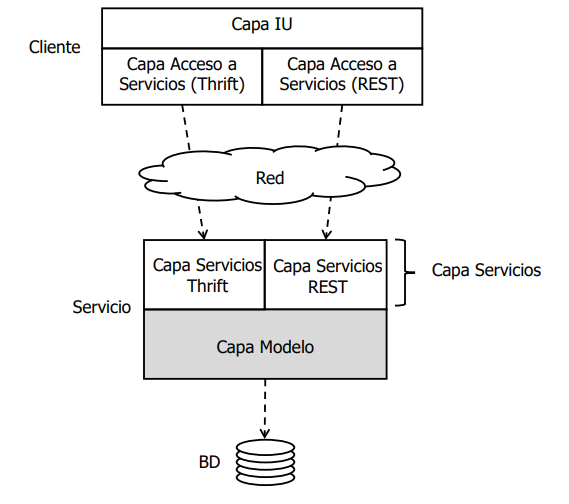 Capa IU
Cliente
Capa Acceso a
Servicios (Thrift)
Capa Acceso a
Servicios (REST)
Red
Capa Servicios
Thrift
Capa Servicios
REST
Capa Servicios
Servicio
Capa Modelo
BD